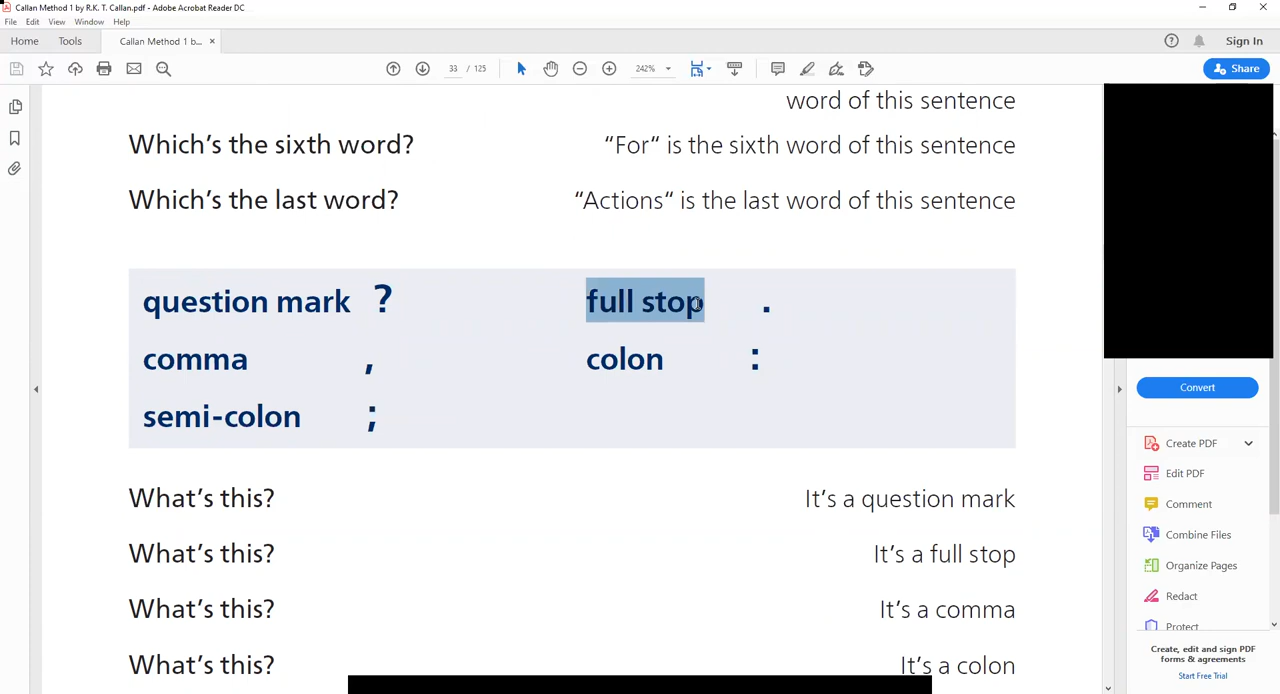 Callan Method 1 by R.K. T. Callan.pdf - Adobe Acrobat Reader DC
File Edit View Window Help
Home Tools Callan Method 1 b... × Sign In
33 / 125 242% Share
word of this sentence
Which's the sixth word? “For“ is the sixth word of this sentence
Which's the last word? “Actions“ is the last word of this sentence
question mark ? full stop .
comma , colon :
semi-colon ;
What's this? It's a question mark
What's this? It's a full stop
What's this? It's a comma
What's this? It's a colon
Convert
Create PDF
Edit PDF
Comment
Combine Files
Organize Pages
Redact
Protect
Create, edit and sign PDF
forms & agreements
Start Free Trial